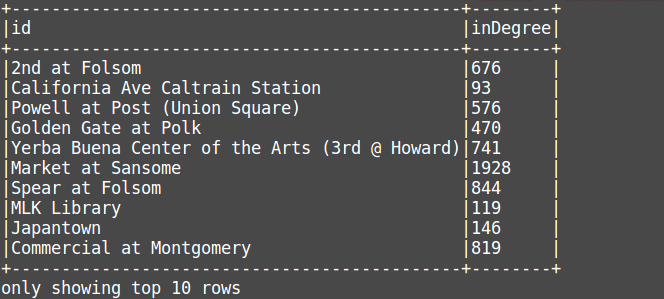 +---------------------------------------------+--------+
|id                                           |inDegree|
+---------------------------------------------+--------+
|2nd at Folsom                                |676     |
|California Ave Caltrain Station              |93      |
|Powell at Post (Union Square)                |576     |
|Golden Gate at Polk                          |470     |
|Yerba Buena Center of the Arts (3rd @ Howard)|741     |
|Market at Sansome                            |1928    |
|Spear at Folsom                              |844     |
|MLK Library                                  |119     |
|Japantown                                    |146     |
|Commercial at Montgomery                     |819     |
+---------------------------------------------+--------+
only showing top 10 rows